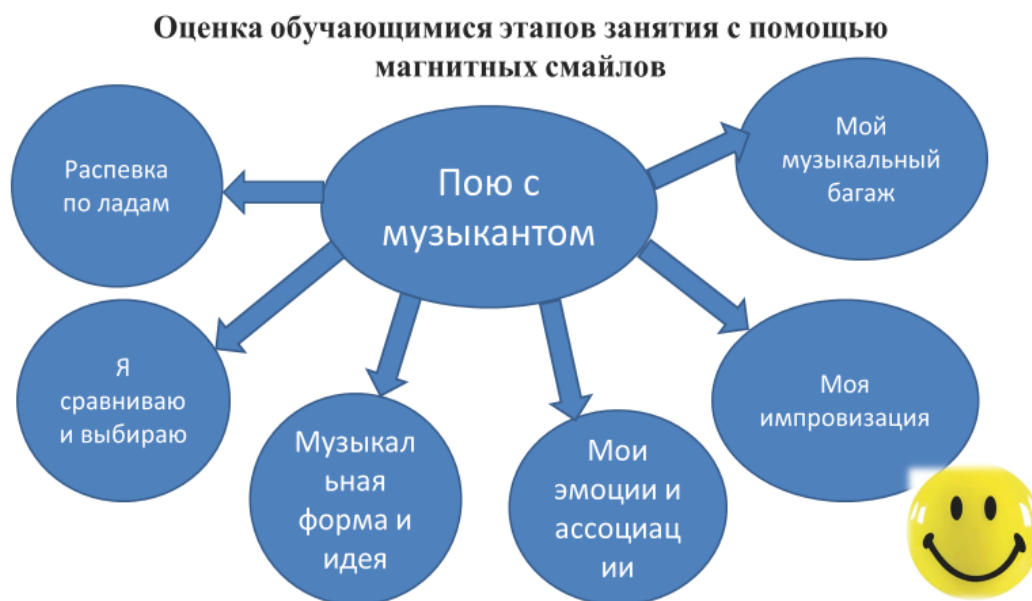 Оценка обучающимися этапов занятия с помощью
магнитных смайлов
Распевка
по ладам
Пою с
музыкантом
Мой
музыкальный
багаж
Я
сравниваю
и выбираю
Музыкал
ьная
форма и
идея
Мои
эмоции и
ассоциац
ии
Моя
импровизация